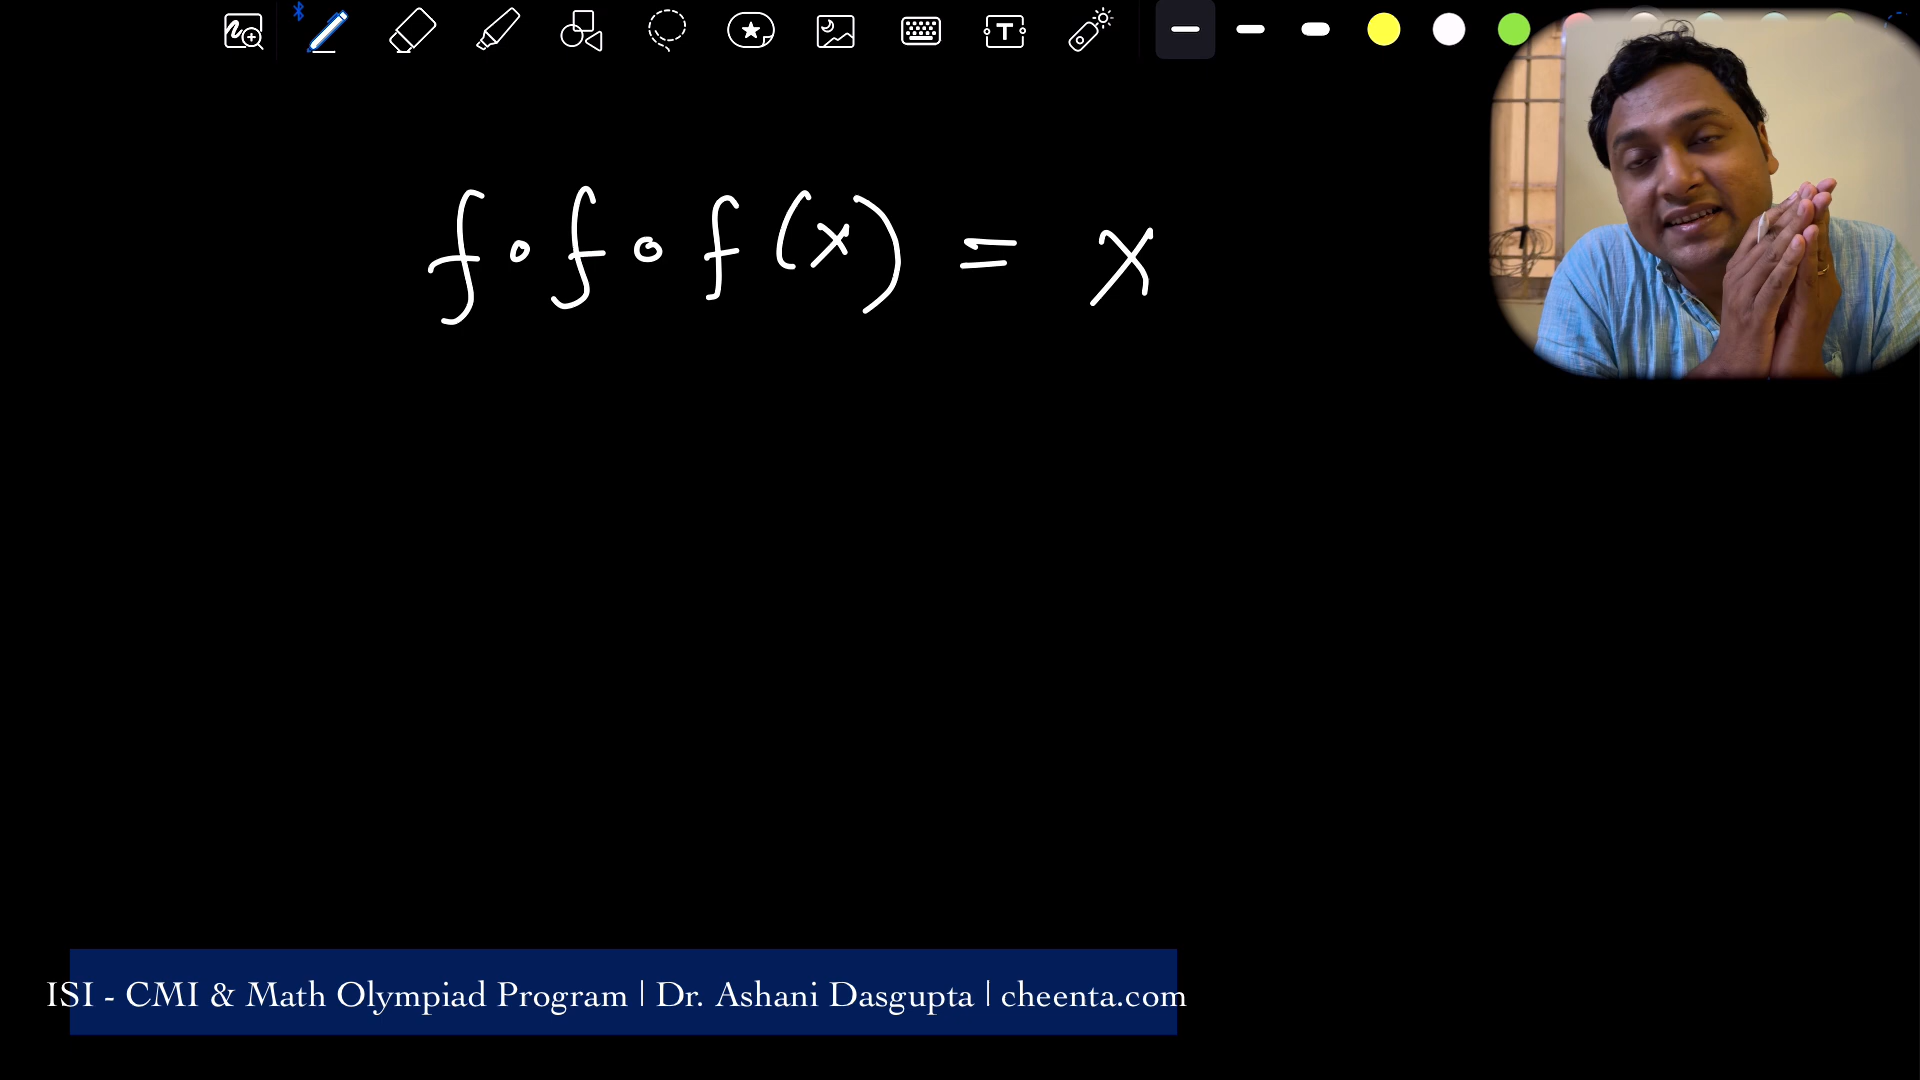 T
f∘f∘f(x) = x
ISI - CMI & Math Olympiad Program | Dr. Ashani Dasgupta | cheenta.com